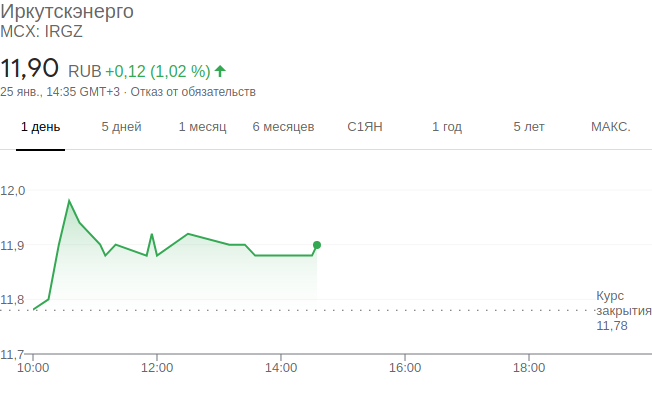 Иркутскэнерго
MCX: IRGZ
11,90 RUB +0,12 (1,02 %)
25 янв., 14:35 GMT+3 · Отказ от обязательств
1 день 5 дней 1 месяц 6 месяцев С1ЯН 1 год 5 лет МАКС.
12,0
11,9
11,8
Курс
закрытия
11,78
11,7
10:00 12:00 14:00 16:00 18:00